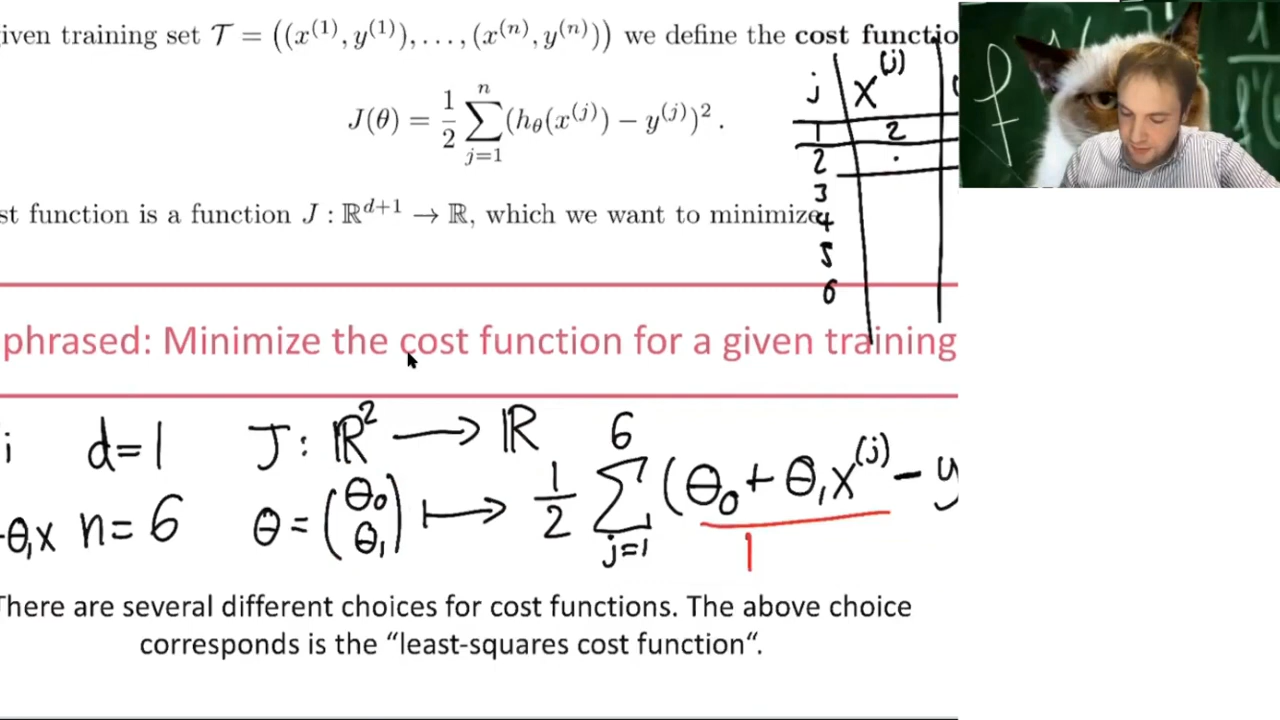 iven training set 𝒯 = ((x⁽¹⁾, y⁽¹⁾), . . . , (x⁽ⁿ⁾, y⁽ⁿ⁾)) we define the cost functio
J(θ) = 1/2 ∑_{j=1}^{n} (h_θ(x^{(j)}) − y^{(j)})² .
j x^{(j)}
1 2
2 .
3
4
5
6
st function is a function J : ℝ^{d+1} → ℝ, which we want to minimize
phrased: Minimize the cost function for a given training
i d=1 J : ℝ² ⟶ ℝ
-θ₁x n=6 θ = (θ₀ θ₁) ⟼ 1/2 ∑_{j=1}^{6} (θ₀ + θ₁x^{(j)} − y
There are several different choices for cost functions. The above choice
corresponds is the “least-squares cost function“.